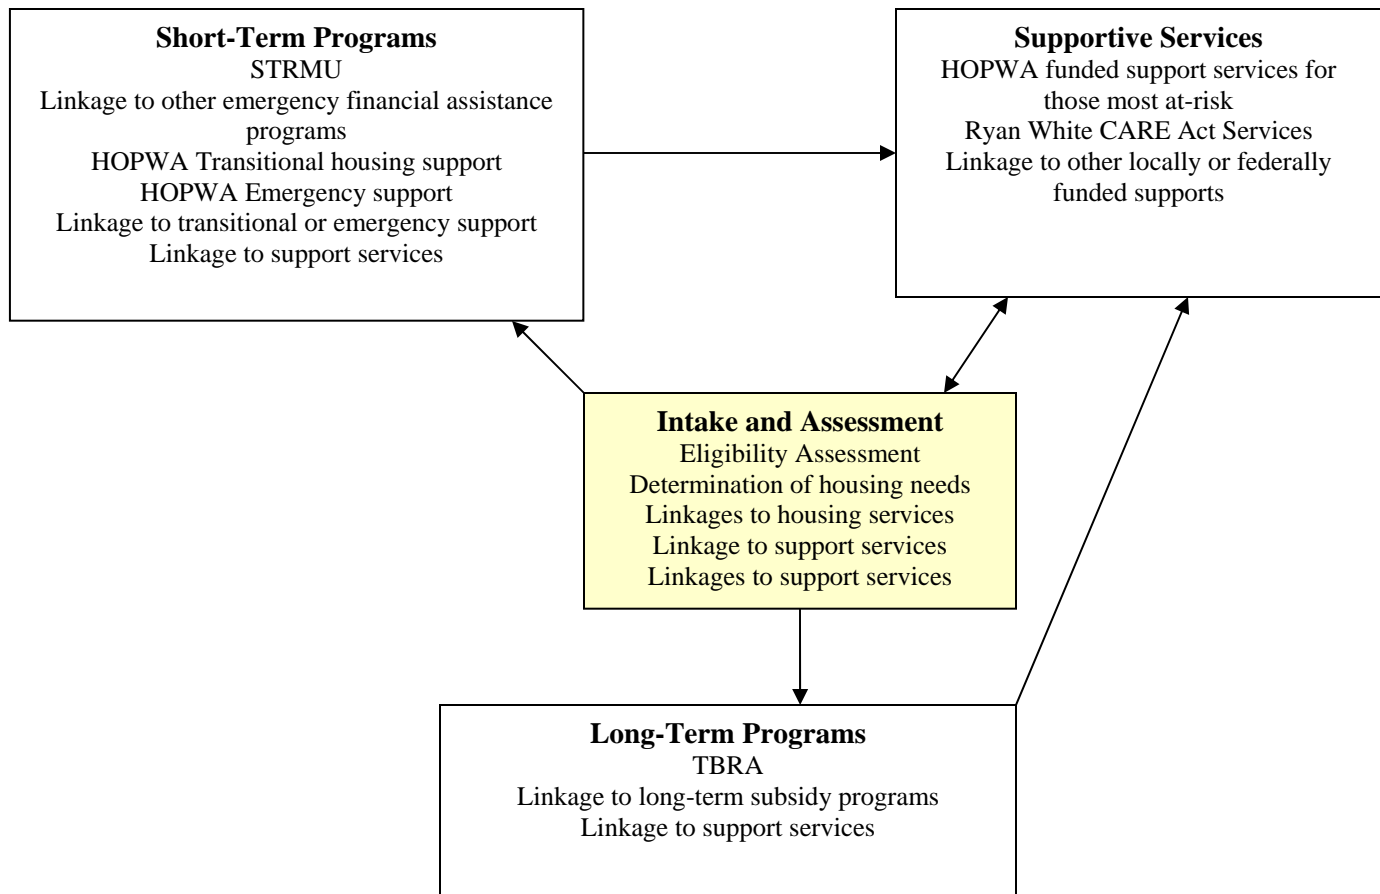 Short-Term Programs
STRMU
Linkage to other emergency financial assistance
programs
HOPWA Transitional housing support
HOPWA Emergency support
Linkage to transitional or emergency support
Linkage to support services
Supportive Services
HOPWA funded support services for
those most at-risk
Ryan White CARE Act Services
Linkage to other locally or federally
funded supports
Intake and Assessment
Eligibility Assessment
Determination of housing needs
Linkages to housing services
Linkage to support services
Linkages to support services
Long-Term Programs
TBRA
Linkage to long-term subsidy programs
Linkage to support services